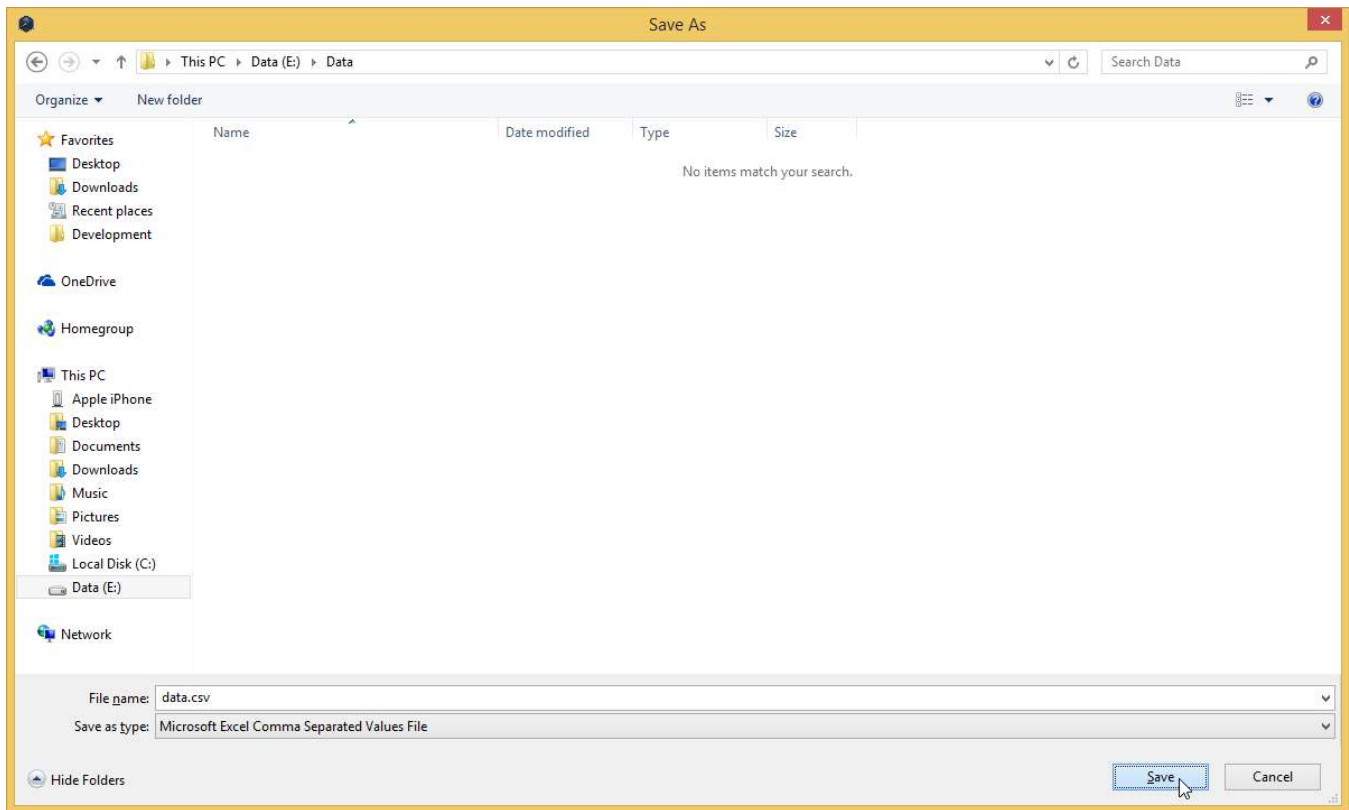 Save As
This PC Data (E:) Data
Search Data
Organize New folder
Name Date modified Type Size
No items match your search.
Favorites
Desktop
Downloads
Recent places
Development
OneDrive
Homegroup
This PC
Apple iPhone
Desktop
Documents
Downloads
Music
Pictures
Videos
Local Disk (C:)
Data (E:)
Network
File name: data.csv
Save as type: Microsoft Excel Comma Separated Values File
Hide Folders Save Cancel